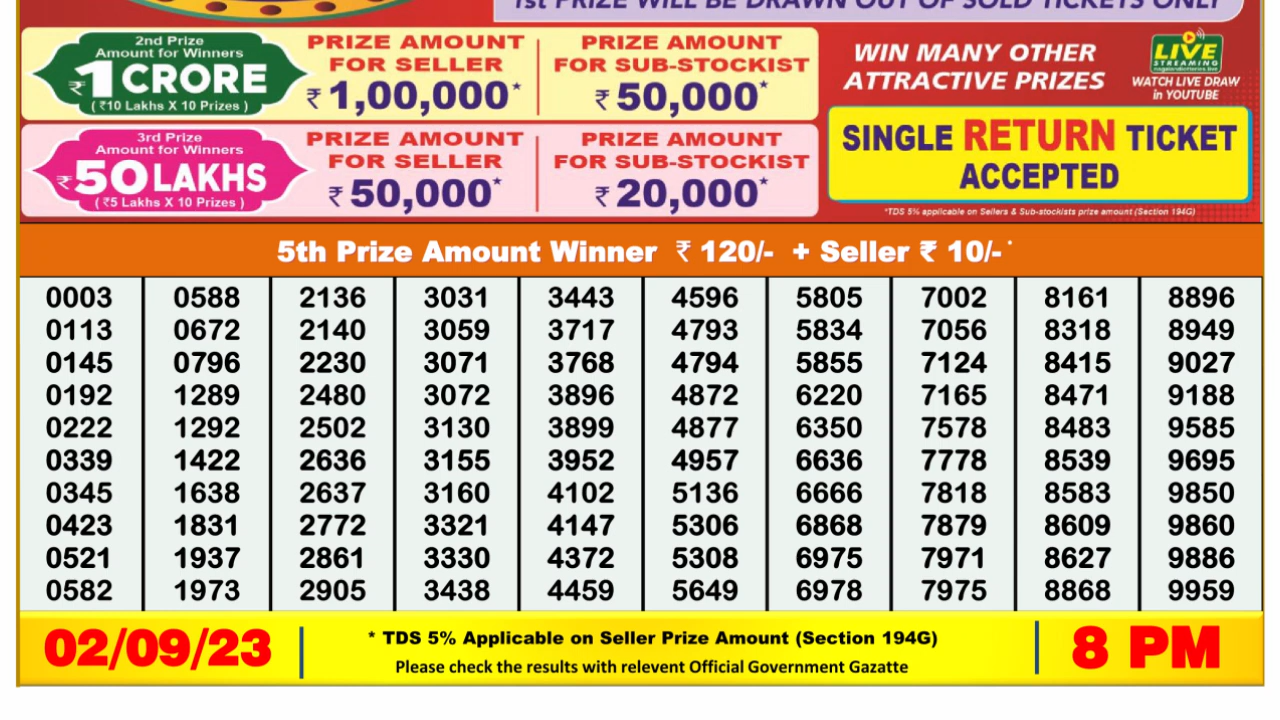 1st PRIZE WILL BE DRAWN OUT OF SOLD TICKETS ONLY
2nd Prize
Amount for Winners
₹1 CRORE
(₹10 Lakhs X 10 Prizes)
PRIZE AMOUNT
FOR SELLER
₹ 1,00,000*
PRIZE AMOUNT
FOR SUB-STOCKIST
₹ 50,000*
WIN MANY OTHER
ATTRACTIVE PRIZES
LIVE
STREAMING
WATCH LIVE DRAW
in YOUTUBE
3rd Prize
Amount for Winners
₹50 LAKHS
(₹5 Lakhs X 10 Prizes)
PRIZE AMOUNT
FOR SELLER
₹ 50,000*
PRIZE AMOUNT
FOR SUB-STOCKIST
₹ 20,000*
SINGLE RETURN TICKET
ACCEPTED
*TDS 5% applicable on Sellers & Sub-stockists prize amount (Section 194G)
5th Prize Amount Winner ₹ 120/- + Seller ₹ 10/-*
0003 0588 2136 3031 3443 4596 5805 7002 8161 8896
0113 0672 2140 3059 3717 4793 5834 7056 8318 8949
0145 0796 2230 3071 3768 4794 5855 7124 8415 9027
0192 1289 2480 3072 3896 4872 6220 7165 8471 9188
0222 1292 2502 3130 3899 4877 6350 7578 8483 9585
0339 1422 2636 3155 3952 4957 6636 7778 8539 9695
0345 1638 2637 3160 4102 5136 6666 7818 8583 9850
0423 1831 2772 3321 4147 5306 6868 7879 8609 9860
0521 1937 2861 3330 4372 5308 6975 7971 8627 9886
0582 1973 2905 3438 4459 5649 6978 7975 8868 9959
02/09/23
* TDS 5% Applicable on Seller Prize Amount (Section 194G)
Please check the results with relevent Official Government Gazatte
8 PM